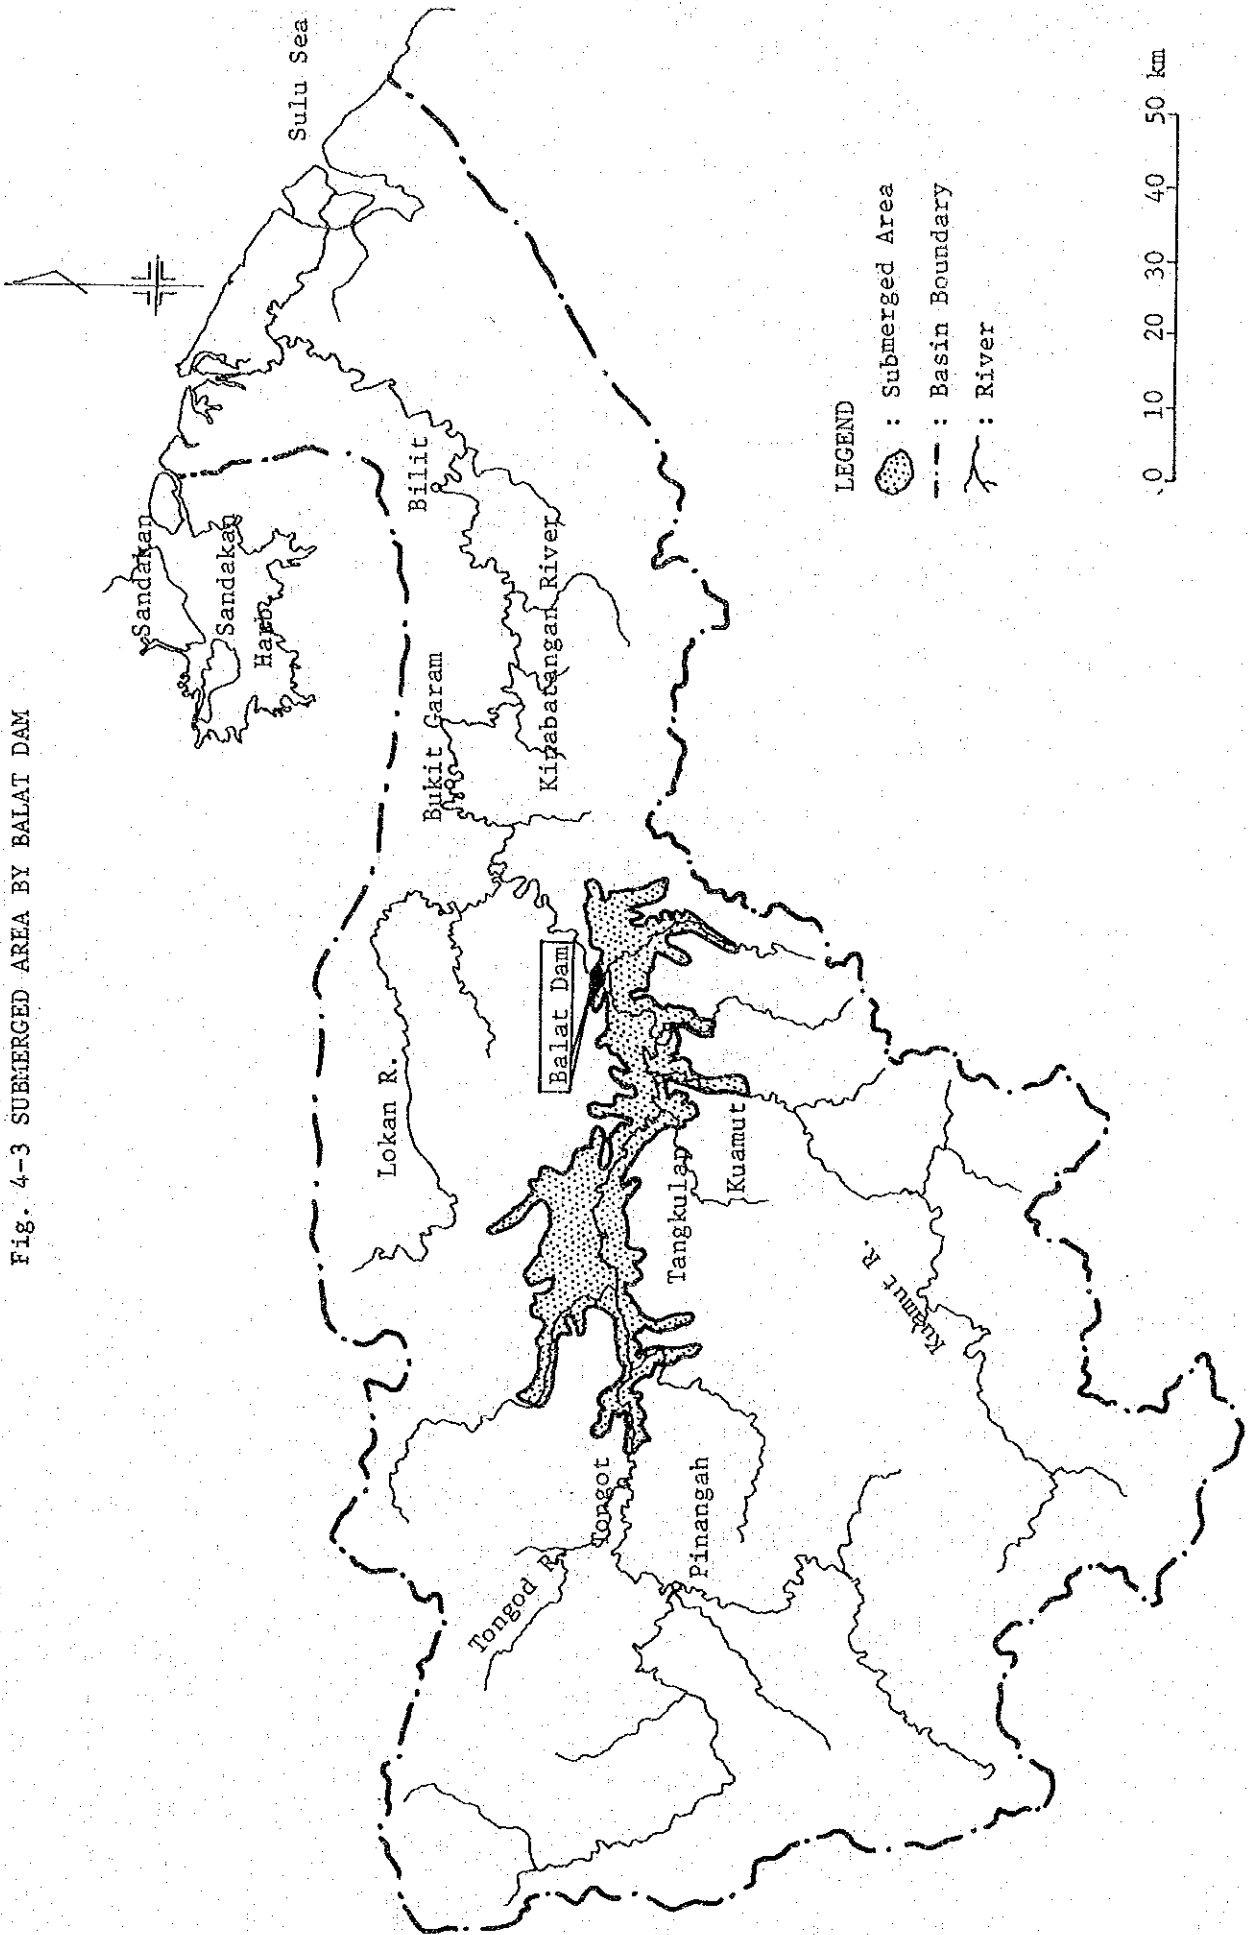 Fig. 4-3 SUBMERGED AREA BY BALAT DAM
Sandakan
Sandakan
Sulu Sea
Bukit Garam
Bilit
Lokan R.
Kinabatangan River
Balat Dam
Tongod R.
Tongot
Tangkulap
Kuamut
Pinangah
Kuamut R.
LEGEND
: Submerged Area
: Basin Boundary
: River
0 10 20 30 40 50 km